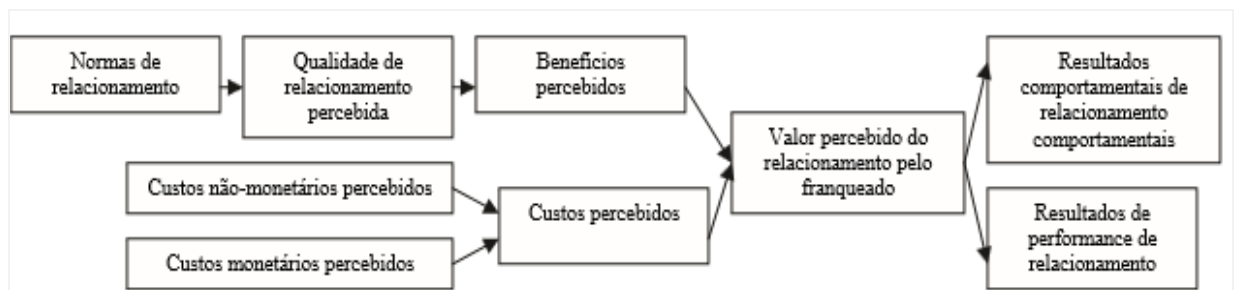 Normas de
relacionamento
Qualidade de
relacionamento
percebida
Benefícios
percebidos
Custos não-monetários percebidos
Custos monetários percebidos
Custos percebidos
Valor percebido do
relacionamento pelo
franqueado
Resultados
comportamentais de
relacionamento
comportamentais
Resultados de
performance de
relacionamento